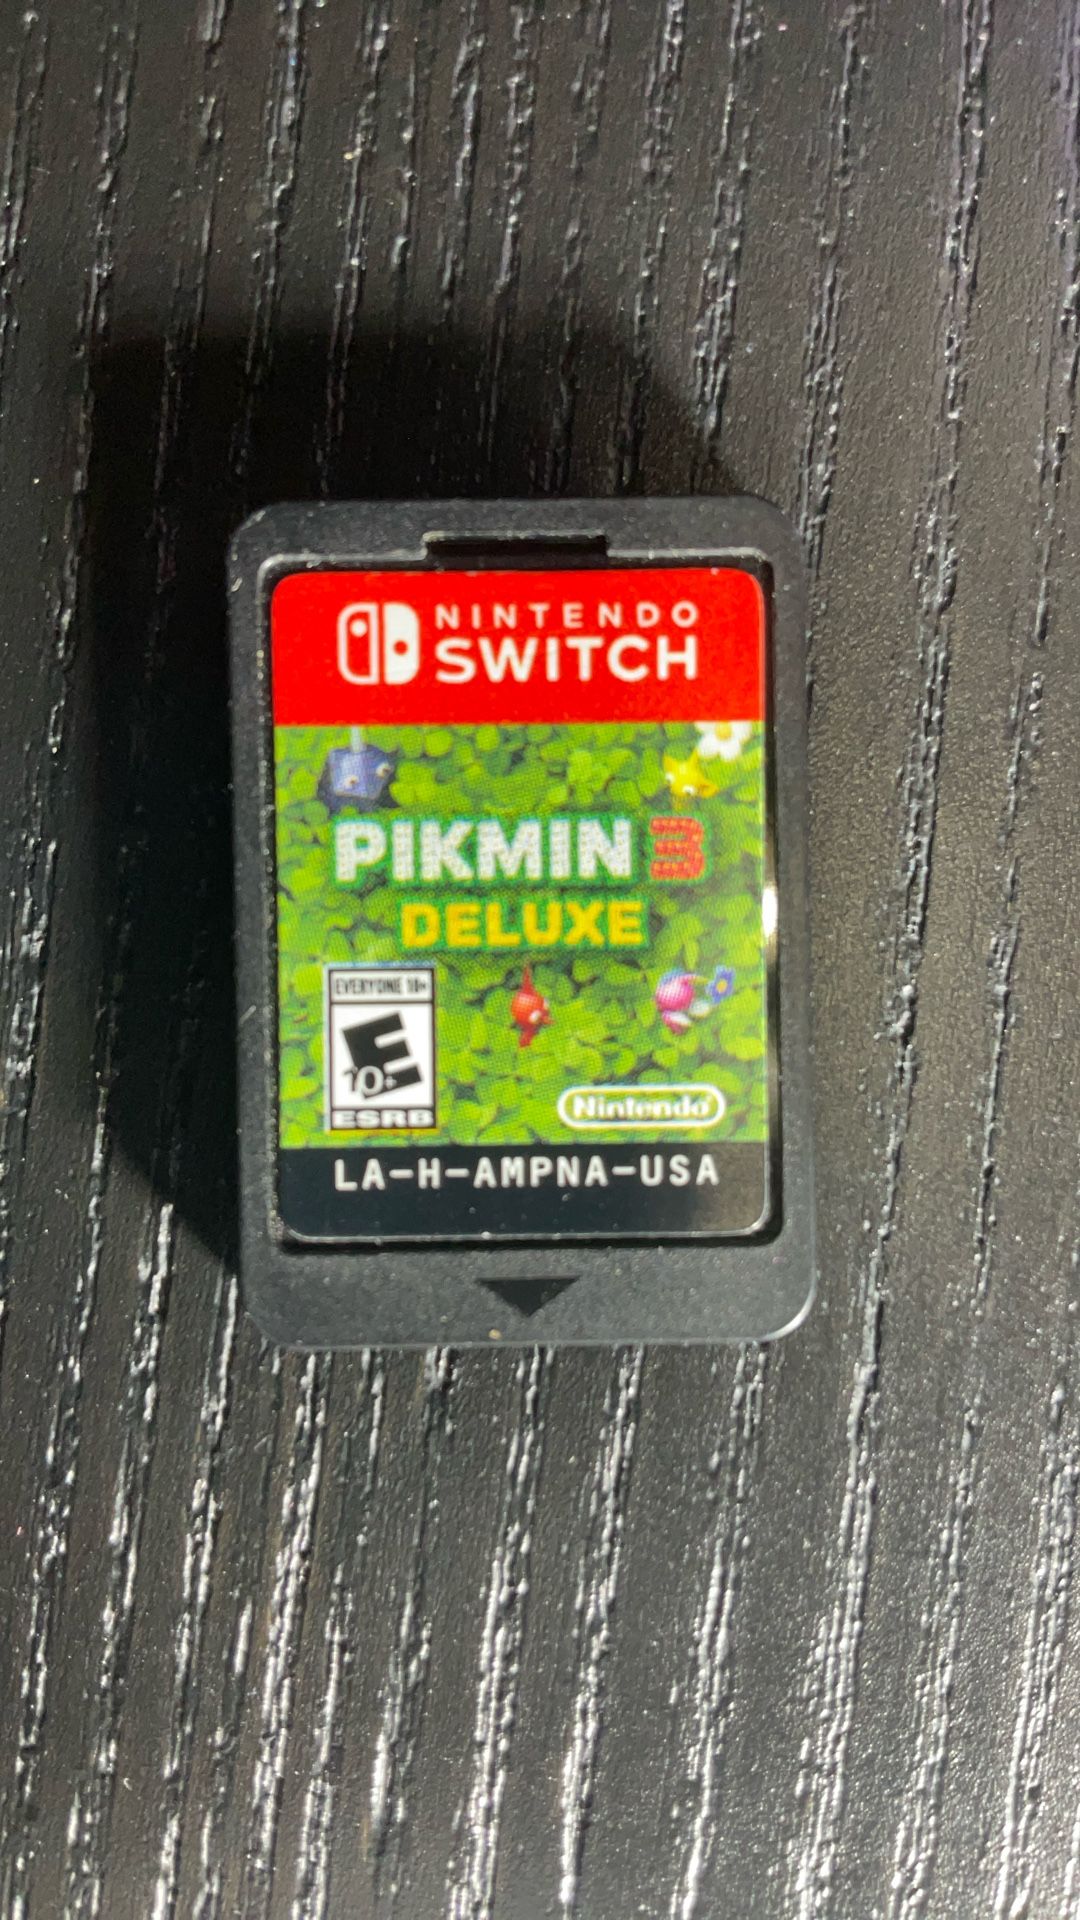 NINTENDO
SWITCH
PIKMIN 3
DELUXE
EVERYONE 10+
E
10+
ESRB
Nintendo
LA-H-AMPNA-USA